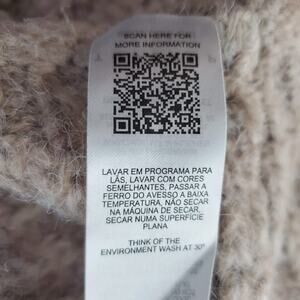 SCAN HERE FOR
MORE INFORMATION
LAVAR EM PROGRAMA PARA
LÃS, LAVAR COM CORES
SEMELHANTES, PASSAR A
FERRO DO AVESSO A BAIXA
TEMPERATURA, NÃO SECAR
NA MÁQUINA DE SECAR,
SECAR NUMA SUPERFÍCIE
PLANA
THINK OF THE
ENVIRONMENT WASH AT 30°